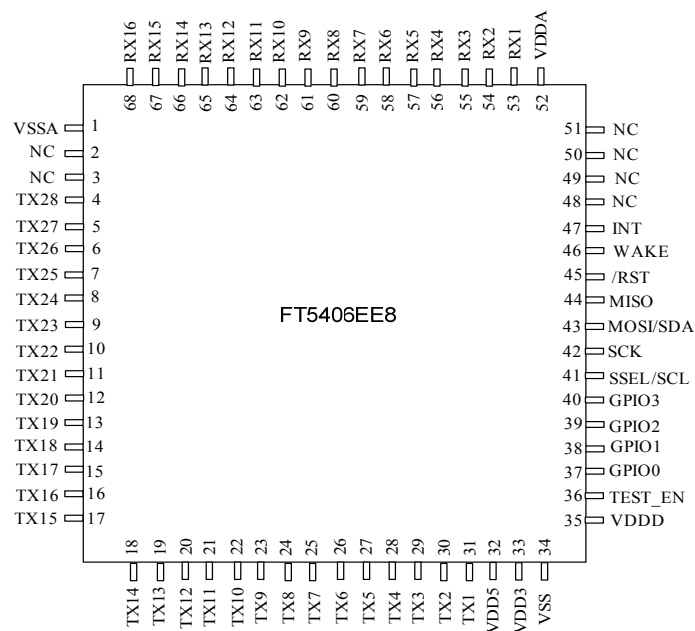 RX16 RX15 RX14 RX13 RX12 RX11 RX10 RX9 RX8 RX7 RX6 RX5 RX4 RX3 RX2 RX1 VDDA
68 67 66 65 64 63 62 61 60 59 58 57 56 55 54 53 52
VSSA 1
NC 2
NC 3
TX28 4
TX27 5
TX26 6
TX25 7
TX24 8
TX23 9
TX22 10
TX21 11
TX20 12
TX19 13
TX18 14
TX17 15
TX16 16
TX15 17
FT5406EE8
51 NC
50 NC
49 NC
48 NC
47 INT
46 WAKE
45 /RST
44 MISO
43 MOSI/SDA
42 SCK
41 SSEL/SCL
40 GPIO3
39 GPIO2
38 GPIO1
37 GPIO0
36 TEST_EN
35 VDDD
18 19 20 21 22 23 24 25 26 27 28 29 30 31 32 33 34
TX14 TX13 TX12 TX11 TX10 TX9 TX8 TX7 TX6 TX5 TX4 TX3 TX2 TX1 VDD5 VDD3 VSS